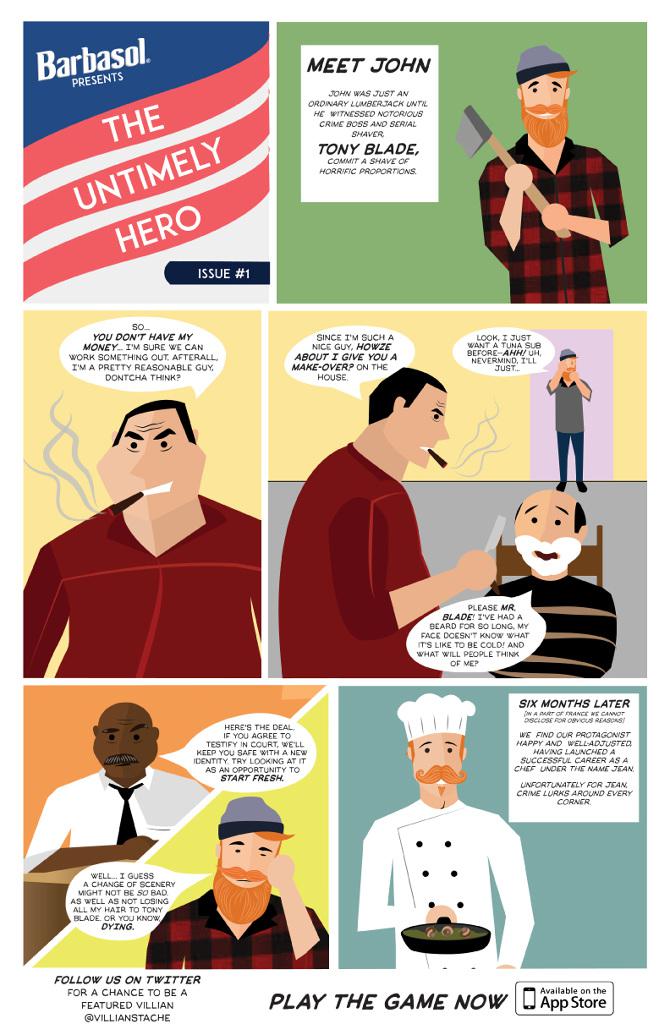 Barbasol®
PRESENTS
THE
UNTIMELY
HERO
ISSUE #1
MEET JOHN
JOHN WAS JUST AN
ORDINARY LUMBERJACK UNTIL
HE WITNESSED NOTORIOUS
CRIME BOSS AND SERIAL
SHAVER,
TONY BLADE,
COMMIT A SHAVE OF
HORRIFIC PROPORTIONS.
SO...
YOU DON'T HAVE MY
MONEY... I'M SURE WE CAN
WORK SOMETHING OUT. AFTERALL,
I'M A PRETTY REASONABLE GUY,
DONTCHA THINK?
SINCE I'M SUCH A
NICE GUY, HOWZE
ABOUT I GIVE YOU A
MAKE-OVER? ON THE
HOUSE.
LOOK, I JUST
WANT A TUNA SUB
BEFORE--AHH! UH,
NEVERMIND, I'LL
JUST...
PLEASE MR.
BLADE! I'VE HAD A
BEARD FOR SO LONG, MY
FACE DOESN'T KNOW WHAT
IT'S LIKE TO BE COLD! AND
WHAT WILL PEOPLE THINK
OF ME?
HERE'S THE DEAL.
IF YOU AGREE TO
TESTIFY IN COURT, WE'LL
KEEP YOU SAFE WITH A NEW
IDENTITY. TRY LOOKING AT IT
AS AN OPPORTUNITY TO
START FRESH.
WELL... I GUESS
A CHANGE OF SCENERY
MIGHT NOT BE SO BAD.
AS WELL AS NOT LOSING
ALL MY HAIR TO TONY
BLADE. OR YOU KNOW,
DYING.
SIX MONTHS LATER
[IN A PART OF FRANCE WE CANNOT
DISCLOSE FOR OBVIOUS REASONS]
WE FIND OUR PROTAGONIST
HAPPY AND WELL-ADJUSTED,
HAVING LAUNCHED A
SUCCESSFUL CAREER AS A
CHEF UNDER THE NAME JEAN.
UNFORTUNATELY FOR JEAN,
CRIME LURKS AROUND EVERY
CORNER.
FOLLOW US ON TWITTER
FOR A CHANCE TO BE A
FEATURED VILLIAN
@VILLIANSTACHE
PLAY THE GAME NOW
Available on the
App Store